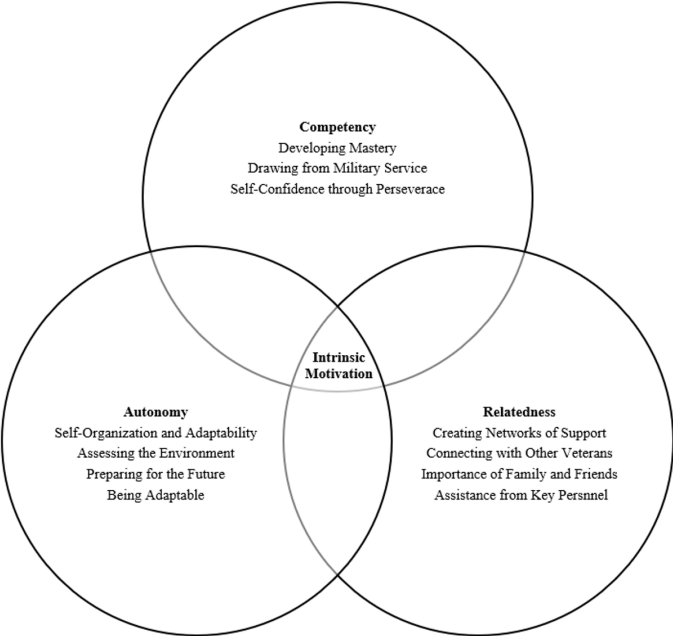 Competency
Developing Mastery
Drawing from Military Service
Self-Confidence through Perseverace
Intrinsic
Motivation
Autonomy
Self-Organization and Adaptability
Assessing the Environment
Preparing for the Future
Being Adaptable
Relatedness
Creating Networks of Support
Connecting with Other Veterans
Importance of Family and Friends
Assistance from Key Persnnel